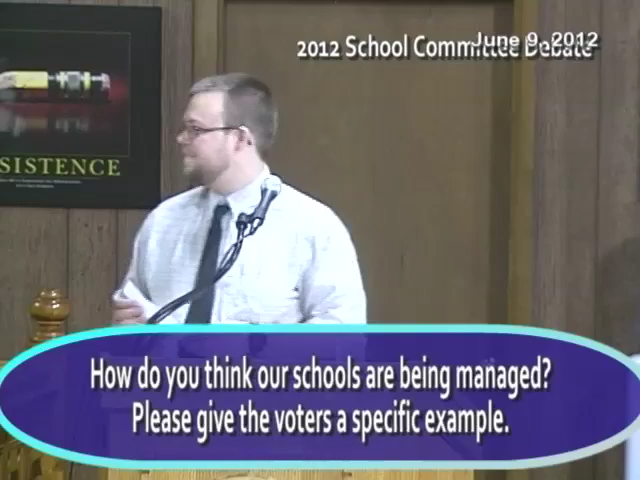 June 9, 2012
2012 School Committee Debate
SISTENCE
How do you think our schools are being managed?
Please give the voters a specific example.